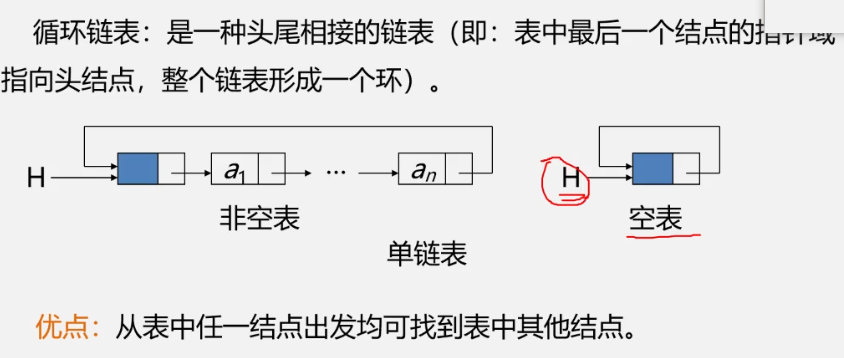 循环链表：是一种头尾相接的链表（即：表中最后一个结点的指针域
指向头结点，整个链表形成一个环）。
H a1 … an H
非空表 空表
单链表
优点：从表中任一结点出发均可找到表中其他结点。